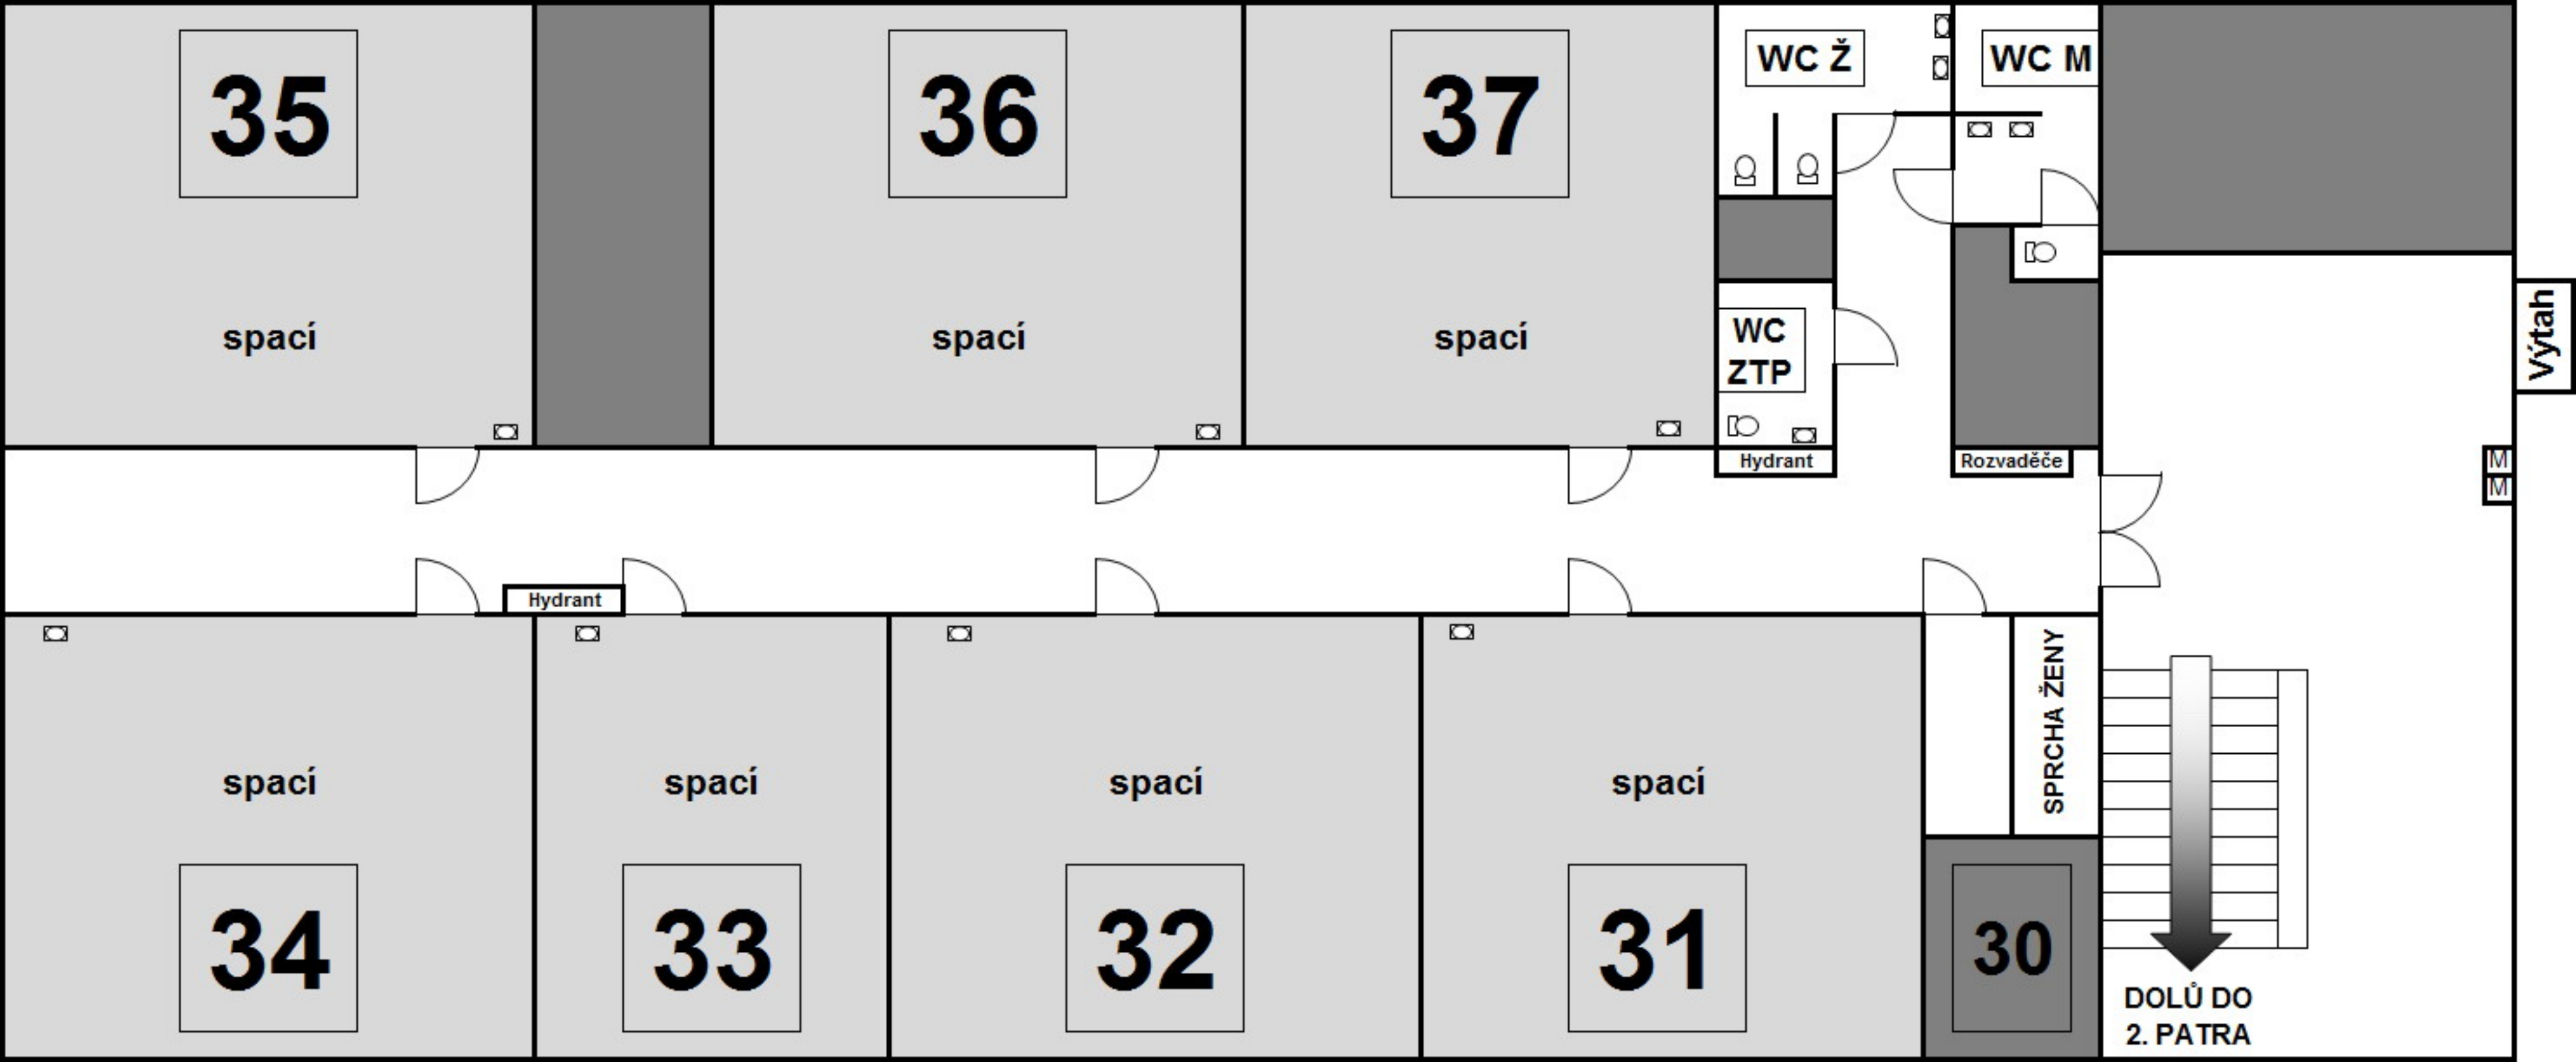 35
36
37
WC Ž
WC M
spací
spací
spací
WC
ZTP
Výtah
Hydrant
Rozvaděče
M
M
Hydrant
SPRCHA ŽENY
spací
spací
spací
spací
34
33
32
31
30
DOLŮ DO
2. PATRA